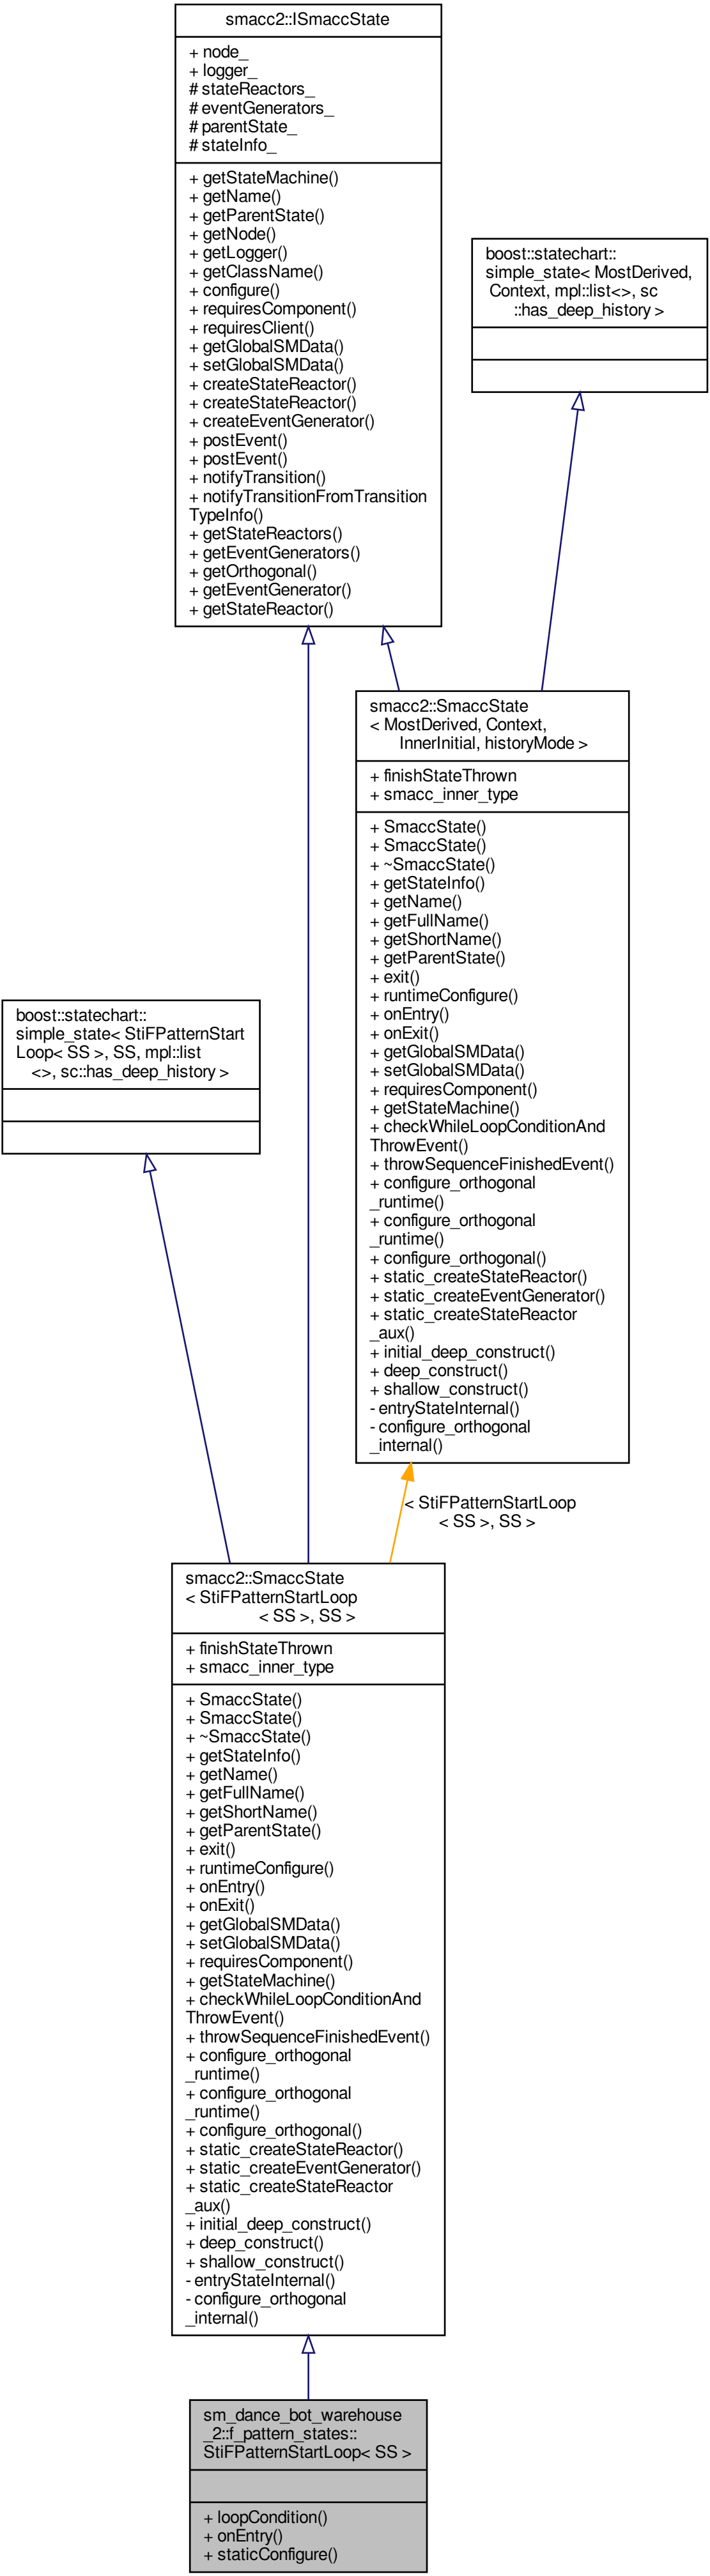 smacc2::ISmaccState
+ node_
+ logger_
# stateReactors_
# eventGenerators_
# parentState_
# stateInfo_
+ getStateMachine()
+ getName()
+ getParentState()
+ getNode()
+ getLogger()
+ getClassName()
+ configure()
+ requiresComponent()
+ requiresClient()
+ getGlobalSMData()
+ setGlobalSMData()
+ createStateReactor()
+ createStateReactor()
+ createEventGenerator()
+ postEvent()
+ postEvent()
+ notifyTransition()
+ notifyTransitionFromTransition
TypeInfo()
+ getStateReactors()
+ getEventGenerators()
+ getOrthogonal()
+ getEventGenerator()
+ getStateReactor()
boost::statechart::
simple_state< MostDerived,
Context, mpl::list<>, sc
::has_deep_history >
smacc2::SmaccState
< MostDerived, Context,
InnerInitial, historyMode >
+ finishStateThrown
+ smacc_inner_type
+ SmaccState()
+ SmaccState()
+ ~SmaccState()
+ getStateInfo()
+ getName()
+ getFullName()
+ getShortName()
+ getParentState()
+ exit()
+ runtimeConfigure()
+ onEntry()
+ onExit()
+ getGlobalSMData()
+ setGlobalSMData()
+ requiresComponent()
+ getStateMachine()
+ checkWhileLoopConditionAnd
ThrowEvent()
+ throwSequenceFinishedEvent()
+ configure_orthogonal
_runtime()
+ configure_orthogonal
_runtime()
+ configure_orthogonal()
+ static_createStateReactor()
+ static_createEventGenerator()
+ static_createStateReactor
_aux()
+ initial_deep_construct()
+ deep_construct()
+ shallow_construct()
- entryStateInternal()
- configure_orthogonal
_internal()
boost::statechart::
simple_state< StiFPatternStart
Loop< SS >, SS, mpl::list
<>, sc::has_deep_history >
< StiFPatternStartLoop
< SS >, SS >
smacc2::SmaccState
< StiFPatternStartLoop
< SS >, SS >
+ finishStateThrown
+ smacc_inner_type
+ SmaccState()
+ SmaccState()
+ ~SmaccState()
+ getStateInfo()
+ getName()
+ getFullName()
+ getShortName()
+ getParentState()
+ exit()
+ runtimeConfigure()
+ onEntry()
+ onExit()
+ getGlobalSMData()
+ setGlobalSMData()
+ requiresComponent()
+ getStateMachine()
+ checkWhileLoopConditionAnd
ThrowEvent()
+ throwSequenceFinishedEvent()
+ configure_orthogonal
_runtime()
+ configure_orthogonal
_runtime()
+ configure_orthogonal()
+ static_createStateReactor()
+ static_createEventGenerator()
+ static_createStateReactor
_aux()
+ initial_deep_construct()
+ deep_construct()
+ shallow_construct()
- entryStateInternal()
- configure_orthogonal
_internal()
sm_dance_bot_warehouse
_2::f_pattern_states::
StiFPatternStartLoop< SS >
+ loopCondition()
+ onEntry()
+ staticConfigure()